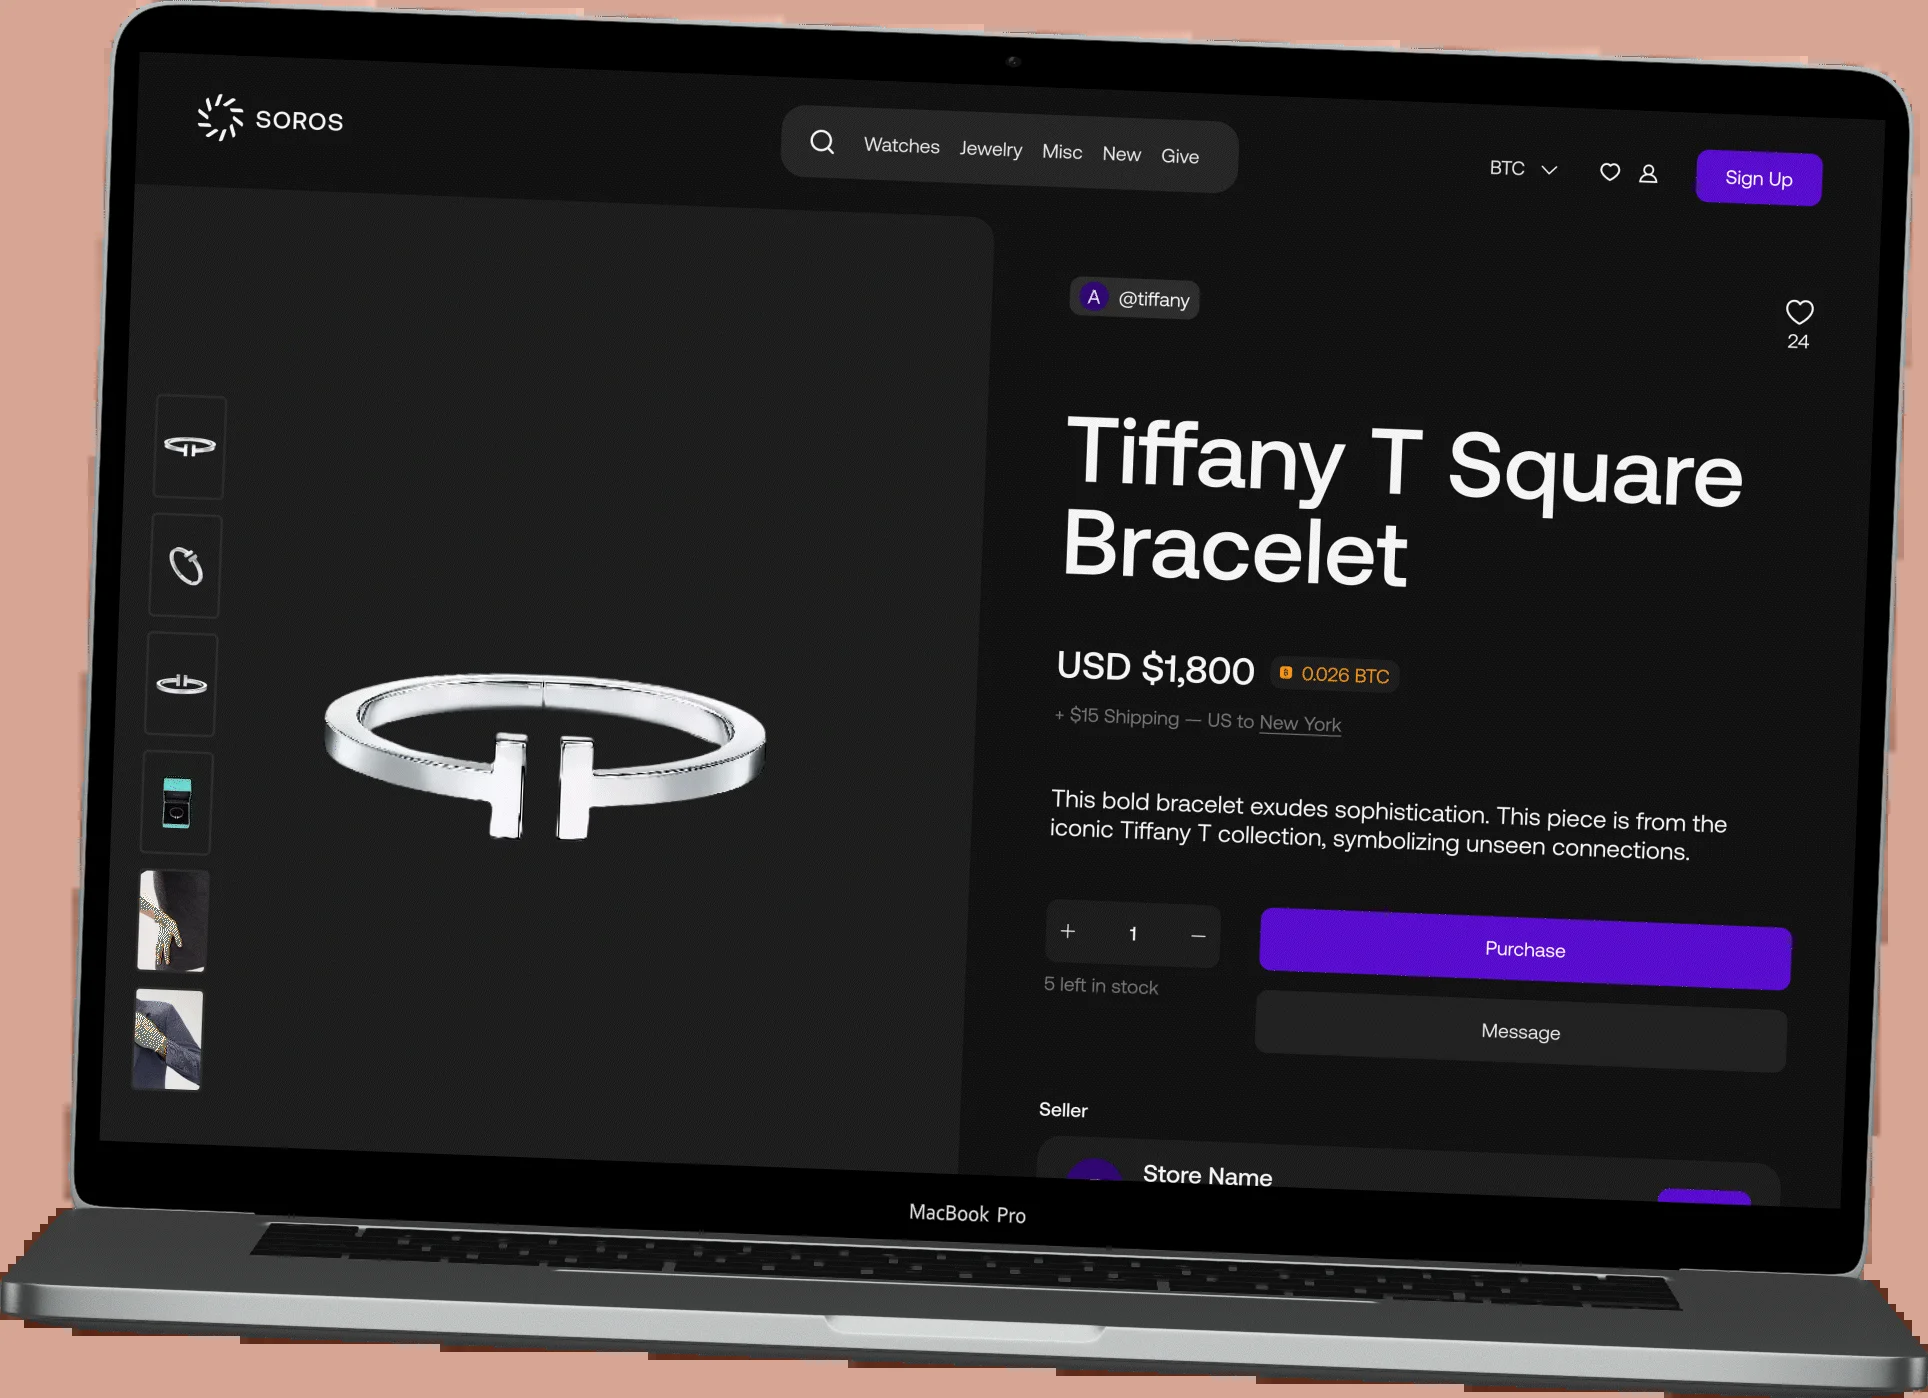 SOROS
Watches Jewelry Misc New Give
BTC
Sign Up
A @tiffany
24
Tiffany T Square
Bracelet
USD $1,800 0.026 BTC
+ $15 Shipping — US to New York
This bold bracelet exudes sophistication. This piece is from the
iconic Tiffany T collection, symbolizing unseen connections.
+ 1 −
Purchase
5 left in stock
Message
Seller
Store Name
MacBook Pro